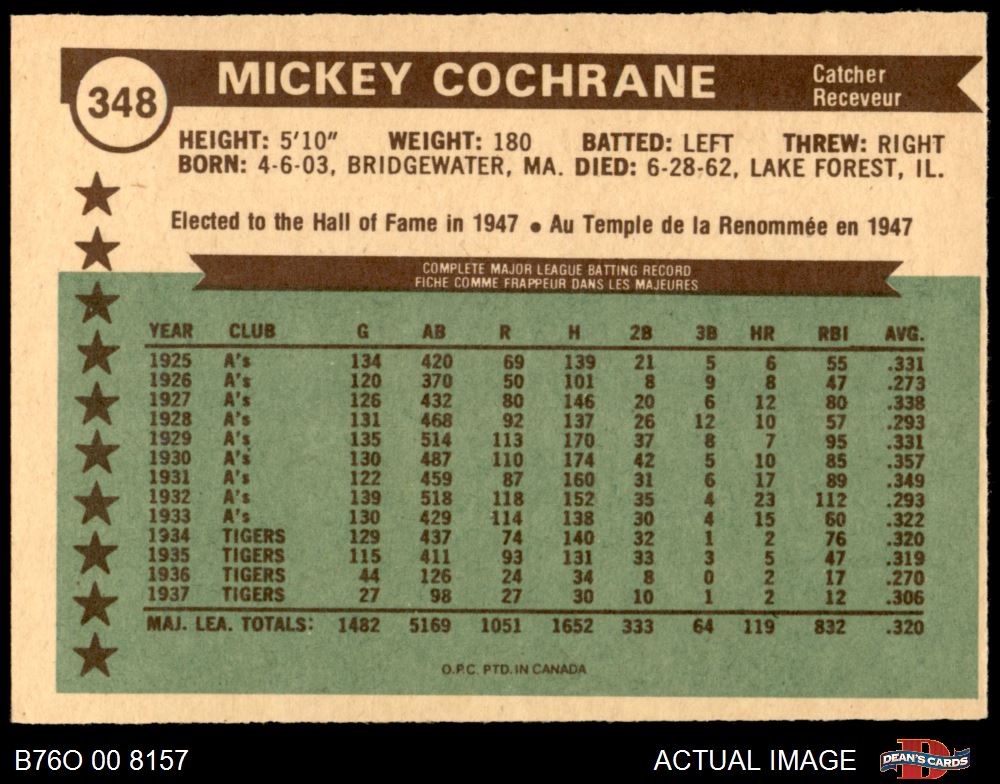 348
MICKEY COCHRANE
Catcher
Receveur
HEIGHT: 5'10" WEIGHT: 180 BATTED: LEFT THREW: RIGHT
BORN: 4-6-03, BRIDGEWATER, MA. DIED: 6-28-62, LAKE FOREST, IL.
Elected to the Hall of Fame in 1947 • Au Temple de la Renommée en 1947
COMPLETE MAJOR LEAGUE BATTING RECORD
FICHE COMME FRAPPEUR DANS LES MAJEURES
YEAR CLUB G AB R H 2B 3B HR RBI AVG.
1925 A's 134 420 69 139 21 5 6 55 .331
1926 A's 120 370 50 101 8 9 8 47 .273
1927 A's 126 432 80 146 20 6 12 80 .338
1928 A's 131 468 92 137 26 12 10 57 .293
1929 A's 135 514 113 170 37 8 7 95 .331
1930 A's 130 487 110 174 42 5 10 85 .357
1931 A's 122 459 87 160 31 6 17 89 .349
1932 A's 139 518 118 152 35 4 23 112 .293
1933 A's 130 429 114 138 30 4 15 60 .322
1934 TIGERS 129 437 74 140 32 1 2 76 .320
1935 TIGERS 115 411 93 131 33 3 5 47 .319
1936 TIGERS 44 126 24 34 8 0 2 17 .270
1937 TIGERS 27 98 27 30 10 1 2 12 .306
MAJ. LEA. TOTALS: 1482 5169 1051 1652 333 64 119 832 .320
O.P.C. PTD. IN CANADA
B76O 00 8157
ACTUAL IMAGE
DEAN'S CARDS